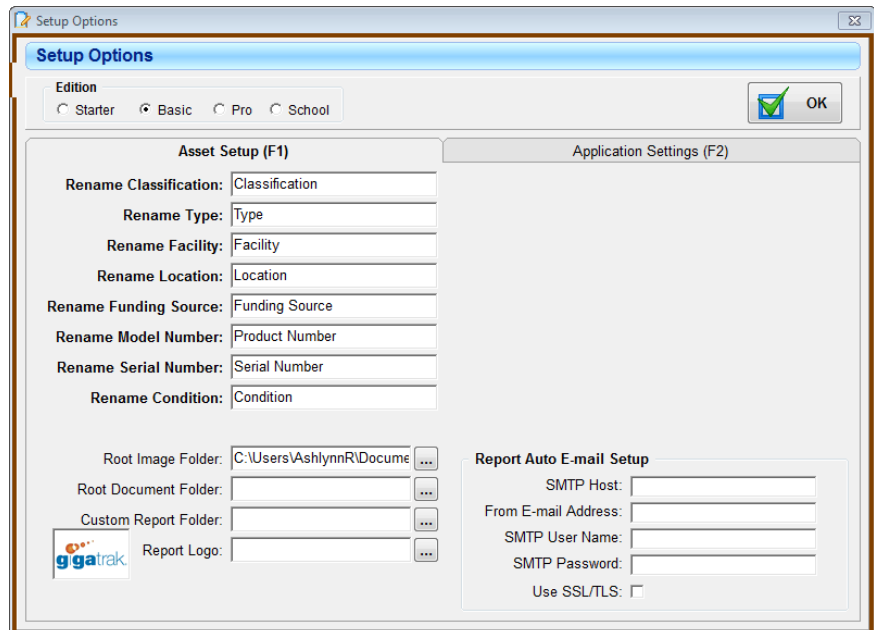 Setup Options
Setup Options
Edition
Starter Basic Pro School
OK
Asset Setup (F1) Application Settings (F2)
Rename Classification: Classification
Rename Type: Type
Rename Facility: Facility
Rename Location: Location
Rename Funding Source: Funding Source
Rename Model Number: Product Number
Rename Serial Number: Serial Number
Rename Condition: Condition
Root Image Folder: C:\Users\AshlynnR\Docume ...
Root Document Folder: ...
Custom Report Folder: ...
Report Logo: ...
gigatrak.
Report Auto E-mail Setup
SMTP Host:
From E-mail Address:
SMTP User Name:
SMTP Password:
Use SSL/TLS: